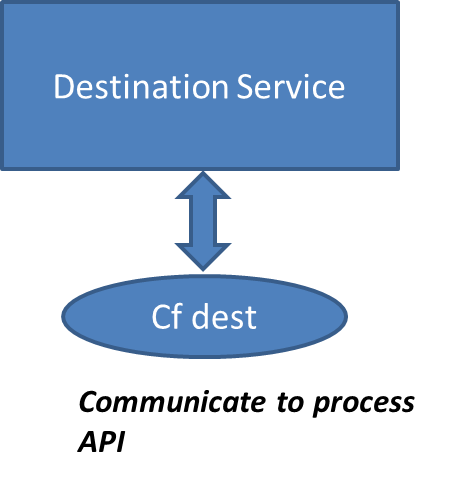 Destination Service
Cf dest
Communicate to process
API